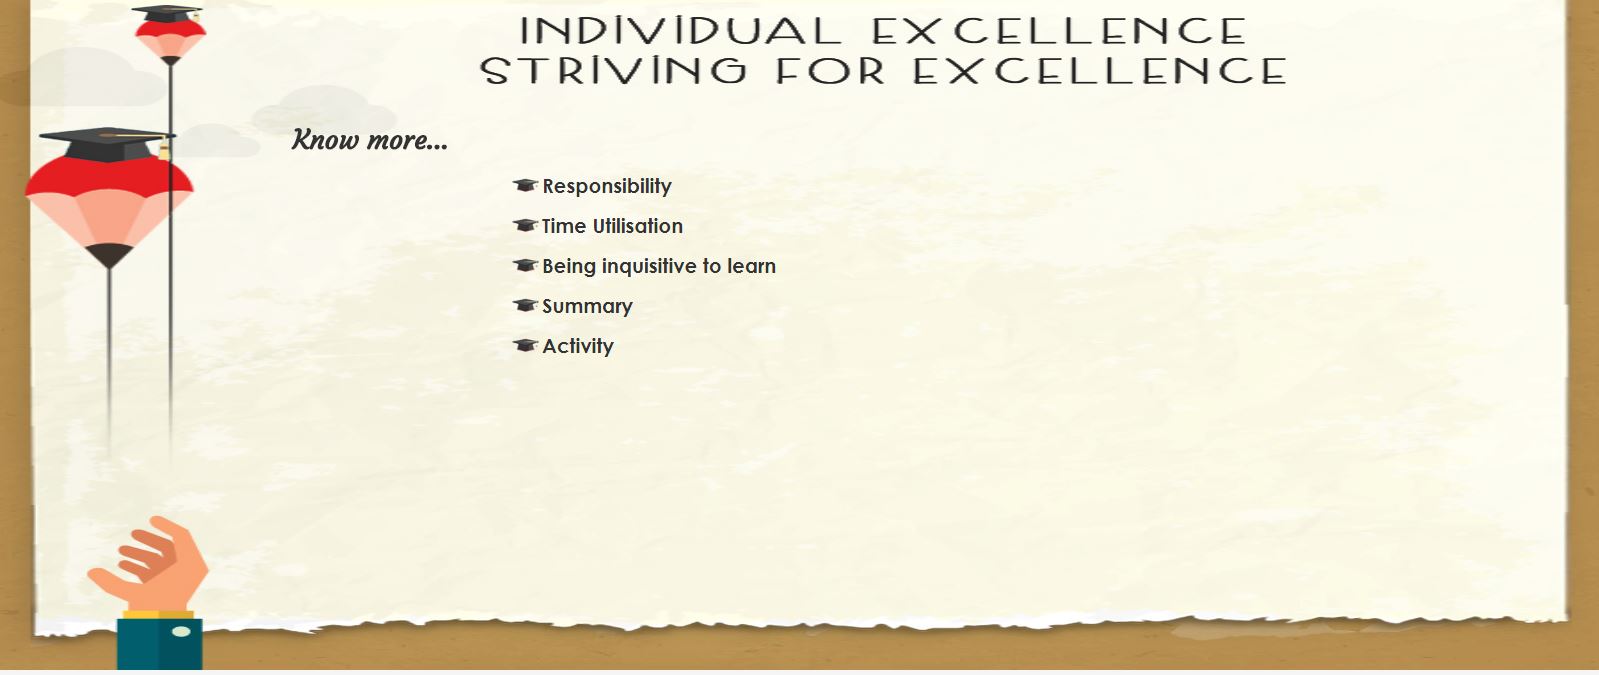 INDIVIDUAL EXCELLENCE
STRIVING FOR EXCELLENCE
Know more...
Responsibility
Time Utilisation
Being inquisitive to learn
Summary
Activity